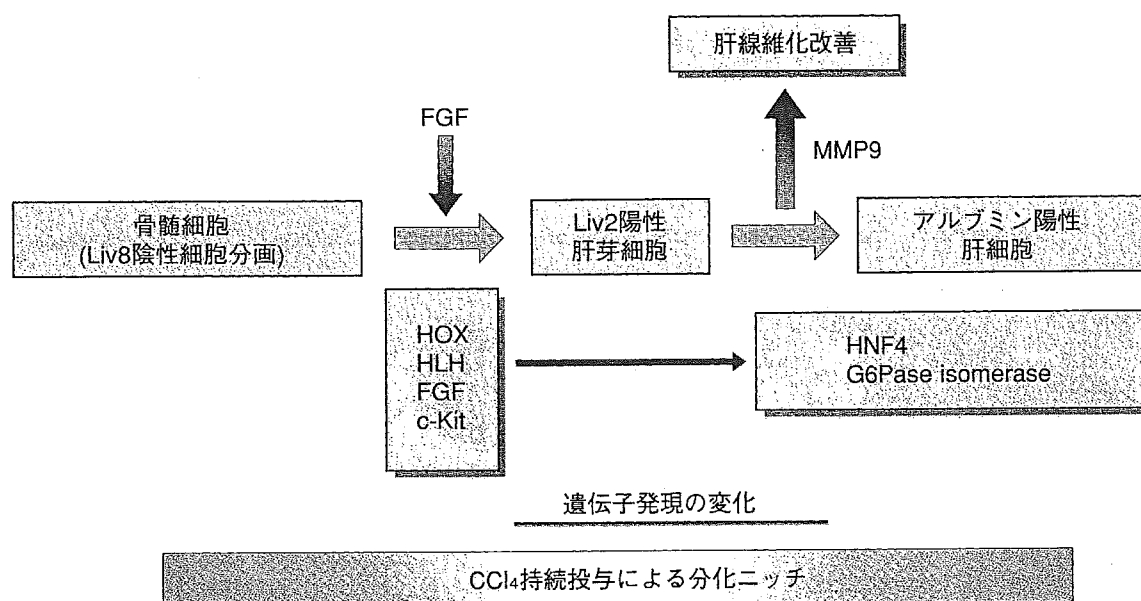 肝線維化改善
FGF
MMP9
骨髄細胞
(Liv8陰性細胞分画)
Liv2陽性
肝芽細胞
アルブミン陽性
肝細胞
HOX
HLH
FGF
c-Kit
HNF4
G6Pase isomerase
遺伝子発現の変化
CCl₄持続投与による分化ニッチ